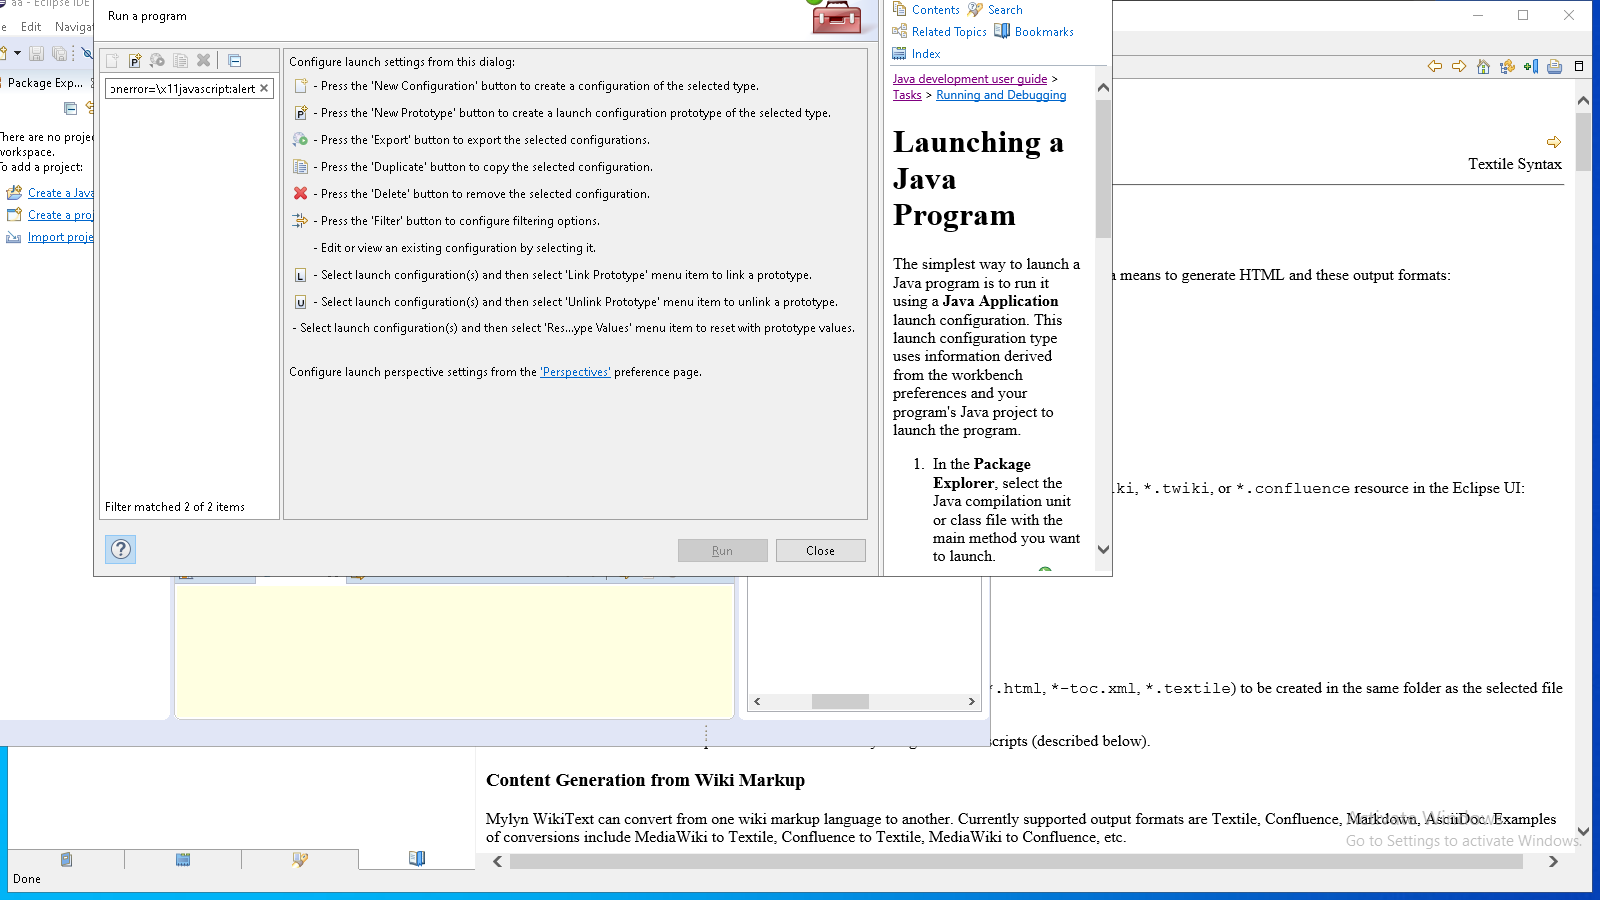 aa - Eclipse IDE
Edit
Navigat
Package Exp...
There are no projec
workspace.
To add a project:
Create a Java
Create a pro
Import proje
Run a program
onerror=\x11javascript:alert
Filter matched 2 of 2 items
Configure launch settings from this dialog:
- Press the 'New Configuration' button to create a configuration of the selected type.
- Press the 'New Prototype' button to create a launch configuration prototype of the selected type.
- Press the 'Export' button to export the selected configurations.
- Press the 'Duplicate' button to copy the selected configuration.
- Press the 'Delete' button to remove the selected configuration.
- Press the 'Filter' button to configure filtering options.
- Edit or view an existing configuration by selecting it.
- Select launch configuration(s) and then select 'Link Prototype' menu item to link a prototype.
- Select launch configuration(s) and then select 'Unlink Prototype' menu item to unlink a prototype.
- Select launch configuration(s) and then select 'Res...ype Values' menu item to reset with prototype values.
Configure launch perspective settings from the 'Perspectives' preference page.
Run
Close
Contents
Search
Related Topics
Bookmarks
Index
Java development user guide >
Tasks > Running and Debugging
Launching a
Java
Program
The simplest way to launch a
Java program is to run it
using a Java Application
launch configuration. This
launch configuration type
uses information derived
from the workbench
preferences and your
program's Java project to
launch the program.
1. In the Package
Explorer, select the
Java compilation unit
or class file with the
main method you want
to launch.
Textile Syntax
a means to generate HTML and these output formats:
ki, *.twiki, or *.confluence resource in the Eclipse UI:
*.html, *-toc.xml, *.textile) to be created in the same folder as the selected file
scripts (described below).
Content Generation from Wiki Markup
Mylyn WikiText can convert from one wiki markup language to another. Currently supported output formats are Textile, Confluence, Markdown, AsciiDoc. Examples
of conversions include MediaWiki to Textile, Confluence to Textile, MediaWiki to Confluence, etc.
Activate Windows
Go to Settings to activate Windows.
Done